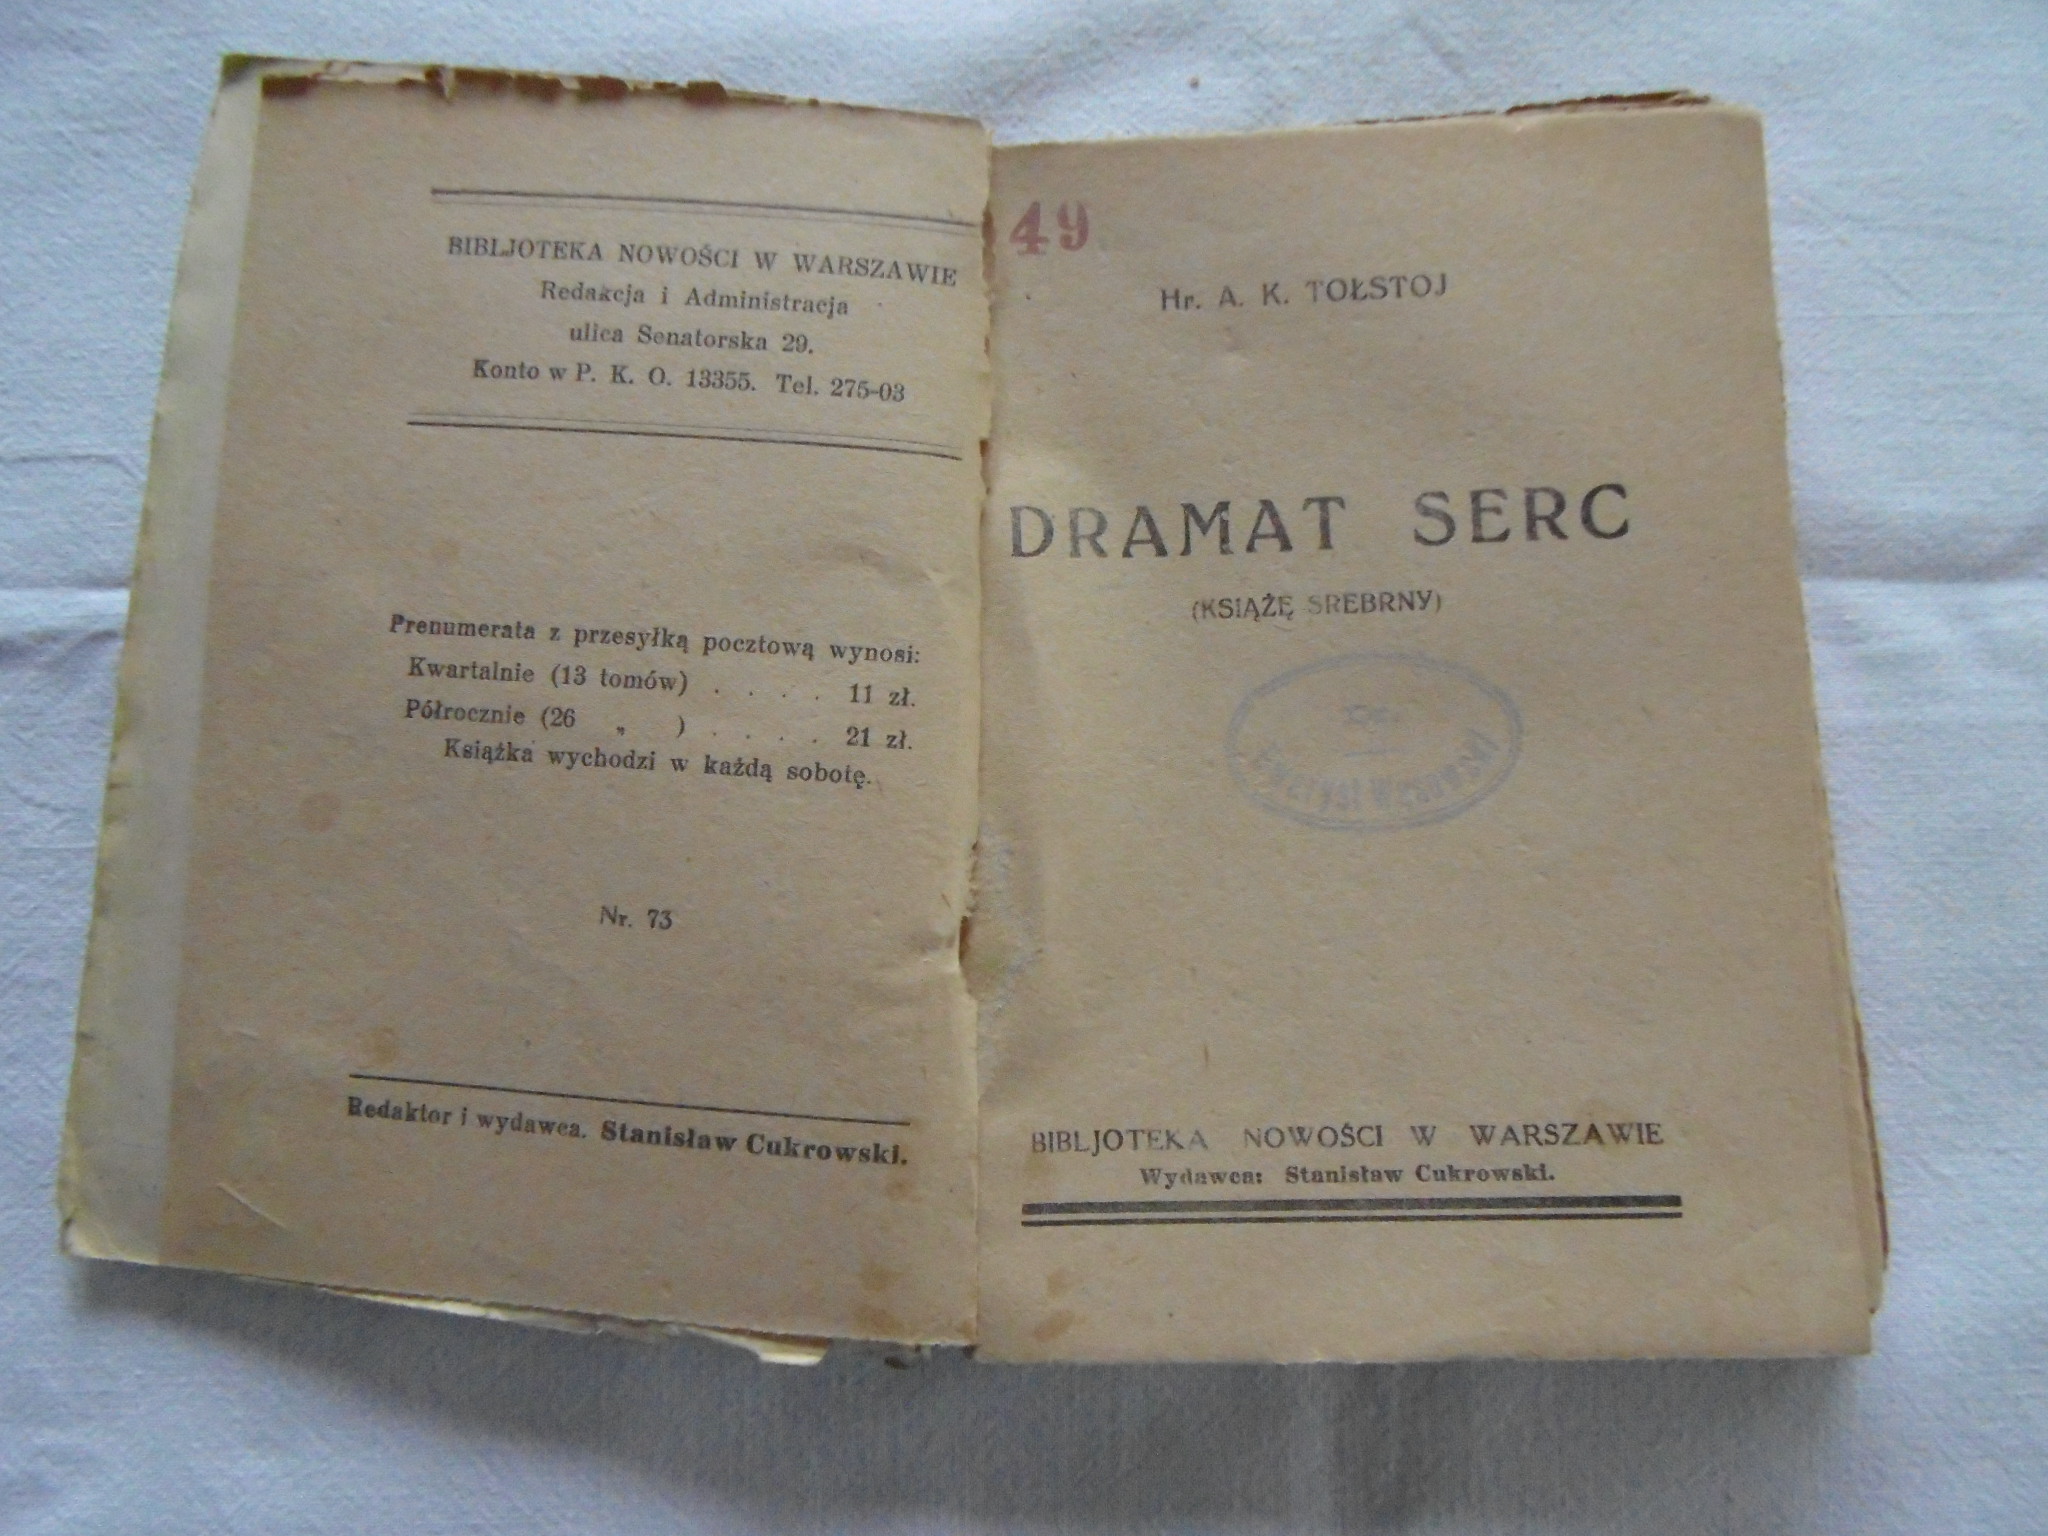 BIBLJOTEKA NOWOŚCI W WARSZAWIE
Redakcja i Administracja
ulica Senatorska 29.
Konto w P. K. O. 13355. Tel. 275-03
Prenumerata z przesyłką pocztową wynosi:
Kwartalnie (13 tomów) . . . . 11 zł.
Półrocznie (26 „ ) . . . . 21 zł.
Książka wychodzi w każdą sobotę.
Nr. 73
Redaktor i wydawca. Stanisław Cukrowski.
49
Hr. A. K. TOŁSTOJ
DRAMAT SERC
(KSIĄŻĘ SREBRNY)
BIBLJOTEKA NOWOŚCI W WARSZAWIE
Wydawca: Stanisław Cukrowski.